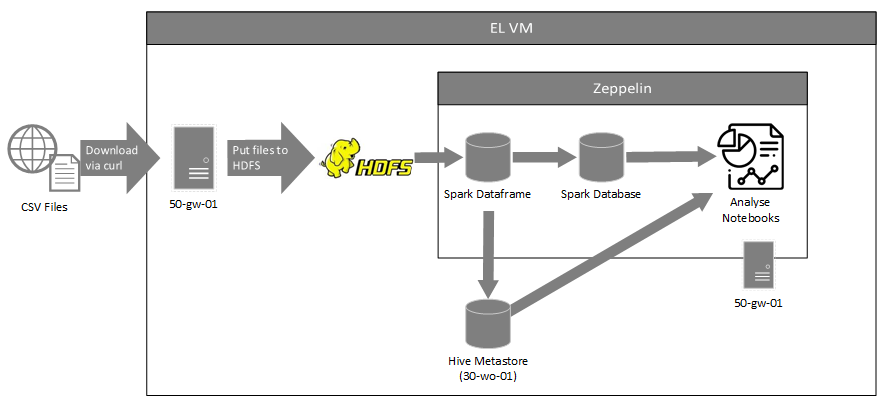 EL VM
Zeppelin
Download
via curl
Put files to
HDFS
HDFS
CSV Files
50-gw-01
Spark Dataframe
Spark Database
Analyse
Notebooks
50-gw-01
Hive Metastore
(30-wo-01)